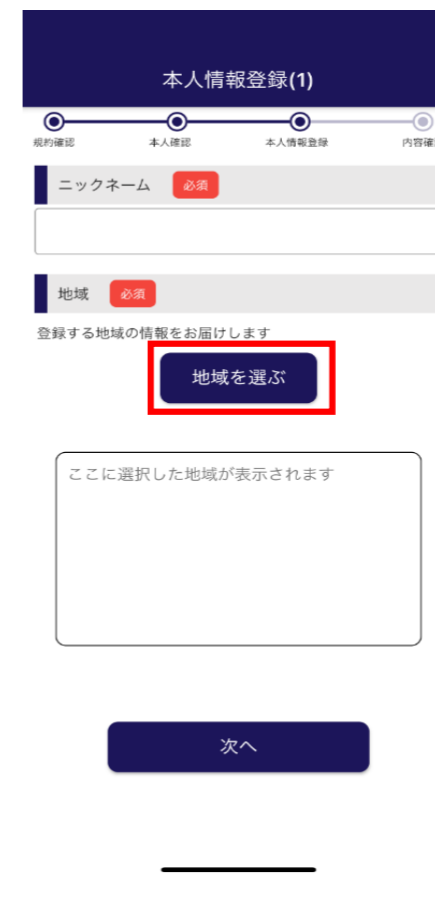 本人情報登録(1)
規約確認 本人確認 本人情報登録 内容確
ニックネーム 必須
地域 必須
登録する地域の情報をお届けします
地域を選ぶ
ここに選択した地域が表示されます
次へ